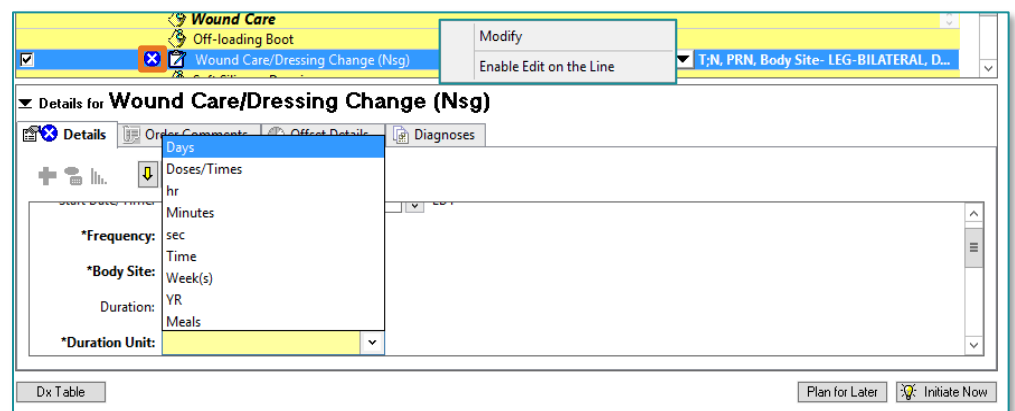 Wound Care
Off-loading Boot
Modify
Wound Care/Dressing Change (Nsg)
T;N, PRN, Body Site- LEG-BILATERAL, D...
Enable Edit on the Line
Details for Wound Care/Dressing Change (Nsg)
Details
Order Comments
Offset Details
Diagnoses
Days
Doses/Times
hr
Minutes
sec
Time
Week(s)
YR
Meals
EDT
*Frequency:
*Body Site:
Duration:
*Duration Unit:
Dx Table
Plan for Later
Initiate Now